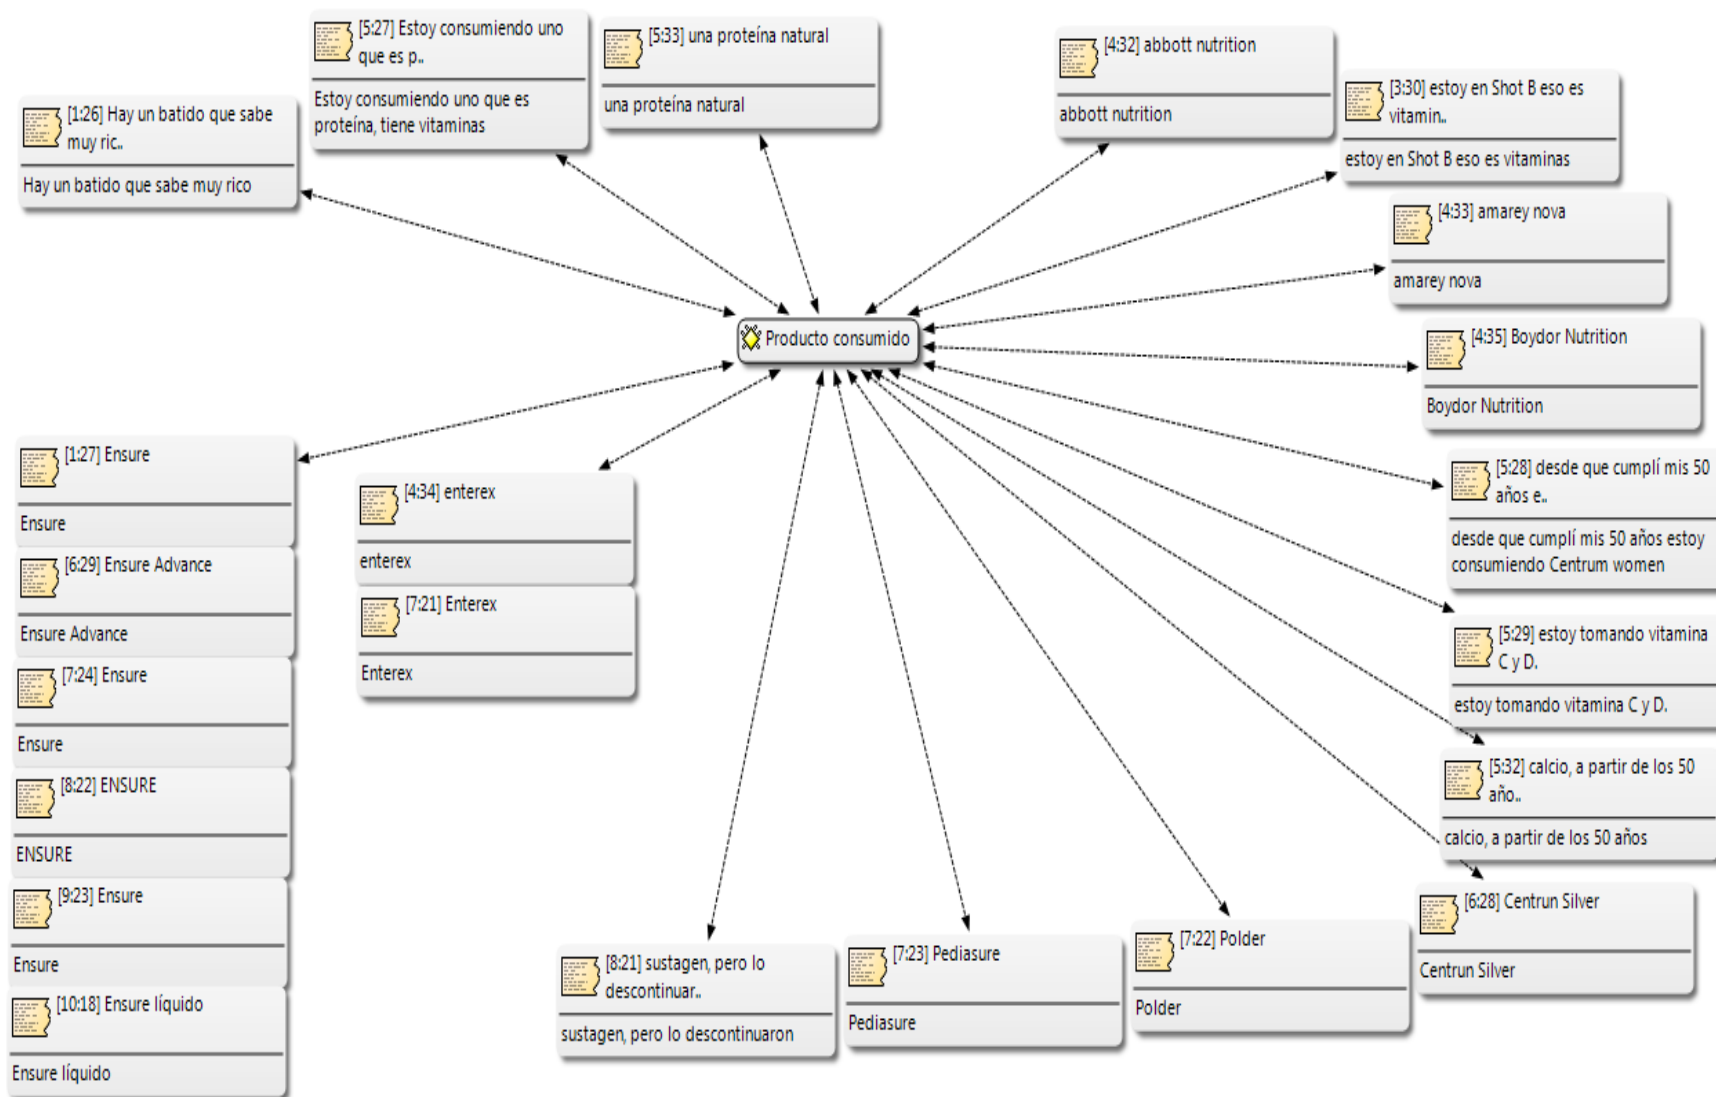 [5:27] Estoy consumiendo uno
que es p..
Estoy consumiendo uno que es
proteína, tiene vitaminas
[5:33] una proteína natural
una proteína natural
[4:32] abbott nutrition
abbott nutrition
[3:30] estoy en Shot B eso es
vitamin..
estoy en Shot B eso es vitaminas
[1:26] Hay un batido que sabe
muy ric..
Hay un batido que sabe muy rico
[4:33] amarey nova
amarey nova
Producto consumido
[4:35] Boydor Nutrition
Boydor Nutrition
[1:27] Ensure
Ensure
[6:29] Ensure Advance
Ensure Advance
[7:24] Ensure
Ensure
[8:22] ENSURE
ENSURE
[9:23] Ensure
Ensure
[10:18] Ensure líquido
Ensure líquido
[4:34] enterex
enterex
[7:21] Enterex
Enterex
[5:28] desde que cumplí mis 50
años e..
desde que cumplí mis 50 años estoy
consumiendo Centrum women
[5:29] estoy tomando vitamina
C y D.
estoy tomando vitamina C y D.
[5:32] calcio, a partir de los 50
año..
calcio, a partir de los 50 años
[6:28] Centrun Silver
Centrun Silver
[8:21] sustagen, pero lo
descontinuar..
sustagen, pero lo descontinuaron
[7:23] Pediasure
Pediasure
[7:22] Polder
Polder